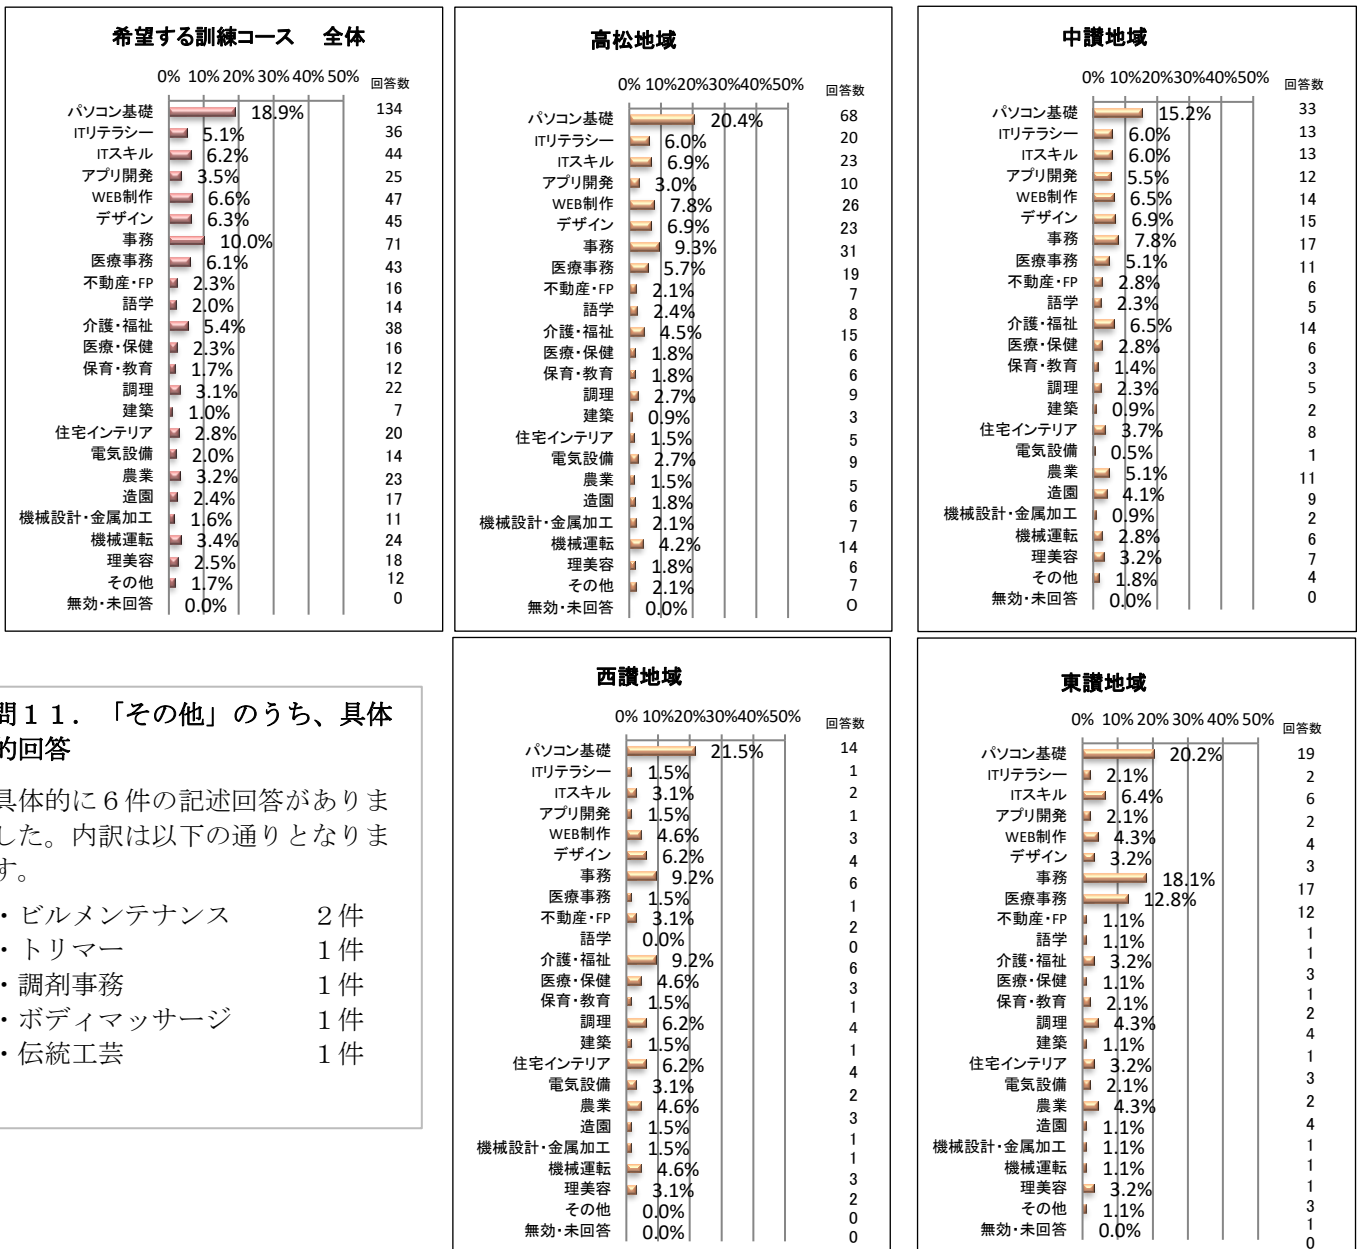 希望する訓練コース　全体
0% 10% 20% 30% 40% 50% 回答数
パソコン基礎 18.9% 134
ITリテラシー 5.1% 36
ITスキル 6.2% 44
アプリ開発 3.5% 25
WEB制作 6.6% 47
デザイン 6.3% 45
事務 10.0% 71
医療事務 6.1% 43
不動産・FP 2.3% 16
語学 2.0% 14
介護・福祉 5.4% 38
医療・保健 2.3% 16
保育・教育 1.7% 12
調理 3.1% 22
建築 1.0% 7
住宅インテリア 2.8% 20
電気設備 2.0% 14
農業 3.2% 23
造園 2.4% 17
機械設計・金属加工 1.6% 11
機械運転 3.4% 24
理美容 2.5% 18
その他 1.7% 12
無効・未回答 0.0% 0
高松地域
0% 10% 20% 30% 40% 50% 回答数
パソコン基礎 20.4% 68
ITリテラシー 6.0% 20
ITスキル 6.9% 23
アプリ開発 3.0% 10
WEB制作 7.8% 26
デザイン 6.9% 23
事務 9.3% 31
医療事務 5.7% 19
不動産・FP 2.1% 7
語学 2.4% 8
介護・福祉 4.5% 15
医療・保健 1.8% 6
保育・教育 1.8% 6
調理 2.7% 9
建築 0.9% 3
住宅インテリア 1.5% 5
電気設備 2.7% 9
農業 1.5% 5
造園 1.8% 6
機械設計・金属加工 2.1% 7
機械運転 4.2% 14
理美容 1.8% 6
その他 2.1% 7
無効・未回答 0.0% 0
中讃地域
0% 10% 20% 30% 40% 50% 回答数
パソコン基礎 15.2% 33
ITリテラシー 6.0% 13
ITスキル 6.0% 13
アプリ開発 5.5% 12
WEB制作 6.5% 14
デザイン 6.9% 15
事務 7.8% 17
医療事務 5.1% 11
不動産・FP 2.8% 6
語学 2.3% 5
介護・福祉 6.5% 14
医療・保健 2.8% 6
保育・教育 1.4% 3
調理 2.3% 5
建築 0.9% 2
住宅インテリア 3.7% 8
電気設備 0.5% 1
農業 5.1% 11
造園 4.1% 9
機械設計・金属加工 0.9% 2
機械運転 2.8% 6
理美容 3.2% 7
その他 1.8% 4
無効・未回答 0.0% 0
問１１．「その他」のうち、具体
的回答
具体的に６件の記述回答がありま
した。内訳は以下の通りとなりま
す。
・ビルメンテナンス ２件
・トリマー １件
・調剤事務 １件
・ボディマッサージ １件
・伝統工芸 １件
西讃地域
0% 10% 20% 30% 40% 50% 回答数
パソコン基礎 21.5% 14
ITリテラシー 1.5% 1
ITスキル 3.1% 2
アプリ開発 1.5% 1
WEB制作 4.6% 3
デザイン 6.2% 4
事務 9.2% 6
医療事務 1.5% 1
不動産・FP 3.1% 2
語学 0.0% 0
介護・福祉 9.2% 6
医療・保健 4.6% 3
保育・教育 1.5% 1
調理 6.2% 4
建築 1.5% 1
住宅インテリア 6.2% 4
電気設備 3.1% 2
農業 4.6% 3
造園 1.5% 1
機械設計・金属加工 1.5% 1
機械運転 4.6% 3
理美容 3.1% 2
その他 0.0% 0
無効・未回答 0.0% 0
東讃地域
0% 10% 20% 30% 40% 50% 回答数
パソコン基礎 20.2% 19
ITリテラシー 2.1% 2
ITスキル 6.4% 6
アプリ開発 2.1% 2
WEB制作 4.3% 4
デザイン 3.2% 3
事務 18.1% 17
医療事務 12.8% 12
不動産・FP 1.1% 1
語学 1.1% 1
介護・福祉 3.2% 3
医療・保健 1.1% 1
保育・教育 2.1% 2
調理 4.3% 4
建築 1.1% 1
住宅インテリア 3.2% 3
電気設備 2.1% 2
農業 4.3% 4
造園 1.1% 1
機械設計・金属加工 1.1% 1
機械運転 1.1% 1
理美容 3.2% 3
その他 1.1% 1
無効・未回答 0.0% 0